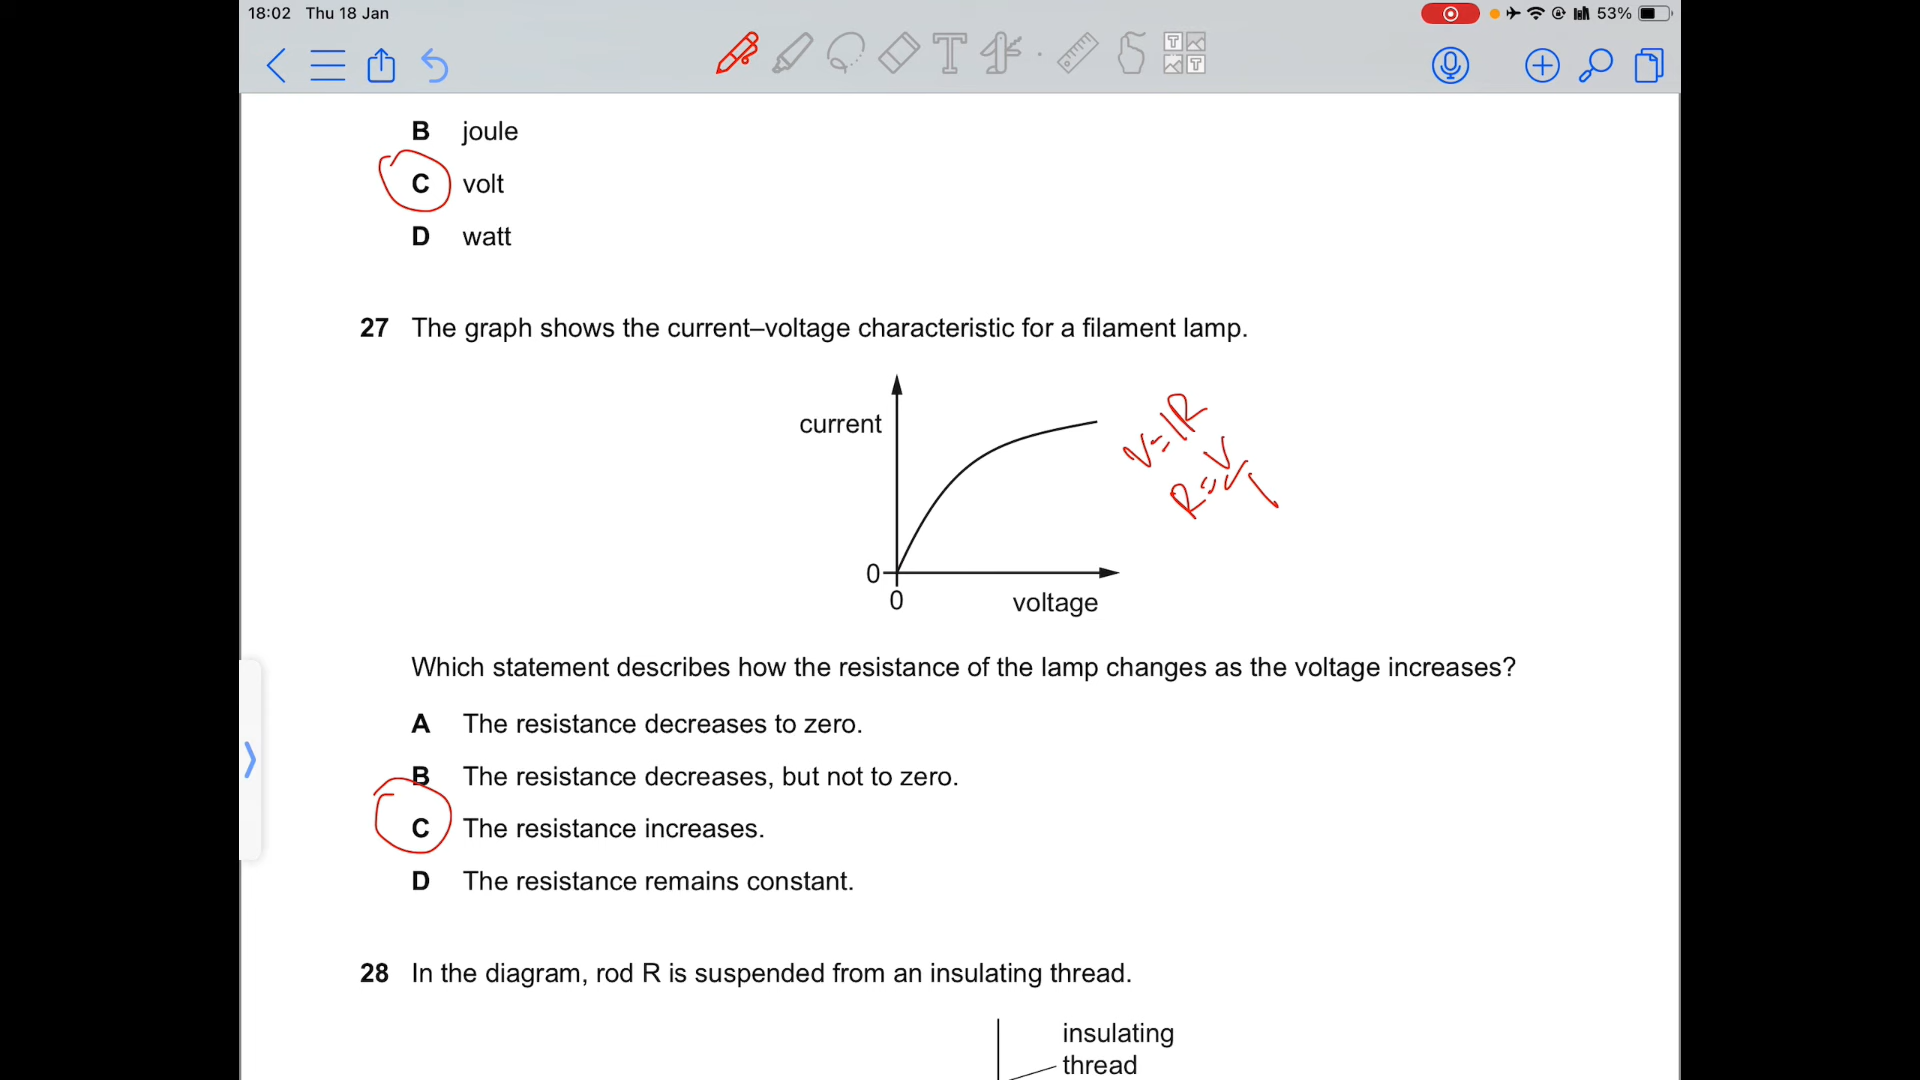 18:02 Thu 18 Jan
53%
B joule
C volt
D watt
27 The graph shows the current–voltage characteristic for a filament lamp.
current
0
0
voltage
V=IR
R=V/I
Which statement describes how the resistance of the lamp changes as the voltage increases?
A The resistance decreases to zero.
B The resistance decreases, but not to zero.
C The resistance increases.
D The resistance remains constant.
28 In the diagram, rod R is suspended from an insulating thread.
insulating
thread